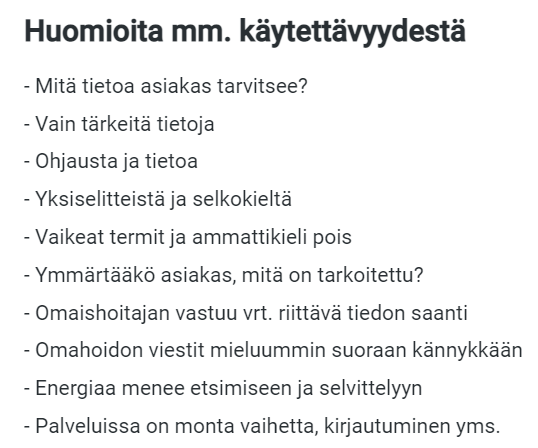 Huomioita mm. käytettävyydestä
- Mitä tietoa asiakas tarvitsee?
- Vain tärkeitä tietoja
- Ohjausta ja tietoa
- Yksiselitteistä ja selkokieltä
- Vaikeat termit ja ammattikieli pois
- Ymmärtääkö asiakas, mitä on tarkoitettu?
- Omaishoitajan vastuu vrt. riittävä tiedon saanti
- Omahoidon viestit mieluummin suoraan kännykkään
- Energiaa menee etsimiseen ja selvittelyyn
- Palveluissa on monta vaihetta, kirjautuminen yms.